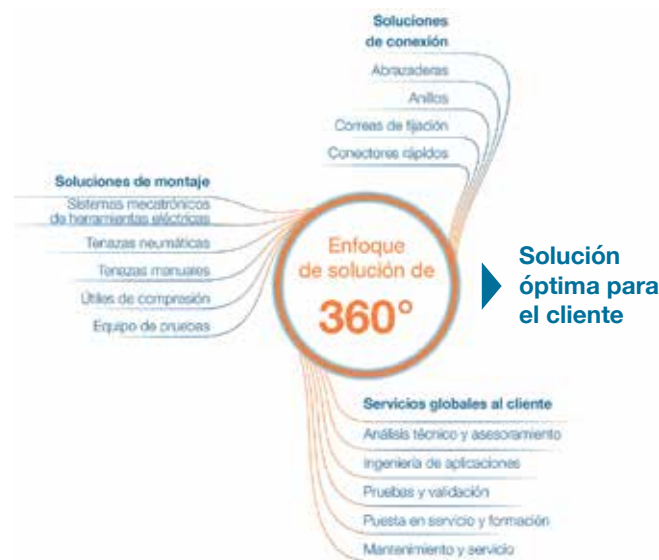 Soluciones
de conexión
Abrazaderas
Anillos
Correas de fijación
Conectores rápidos
Soluciones de montaje
Sistemas mecatrónicos
de herramientas eléctricas
Tenazas neumáticas
Tenazas manuales
Útiles de compresión
Equipo de pruebas
Enfoque
de solución de
360°
Solución
óptima para
el cliente
Servicios globales al cliente
Análisis técnico y asesoramiento
Ingeniería de aplicaciones
Pruebas y validación
Puesta en servicio y formación
Mantenimiento y servicio